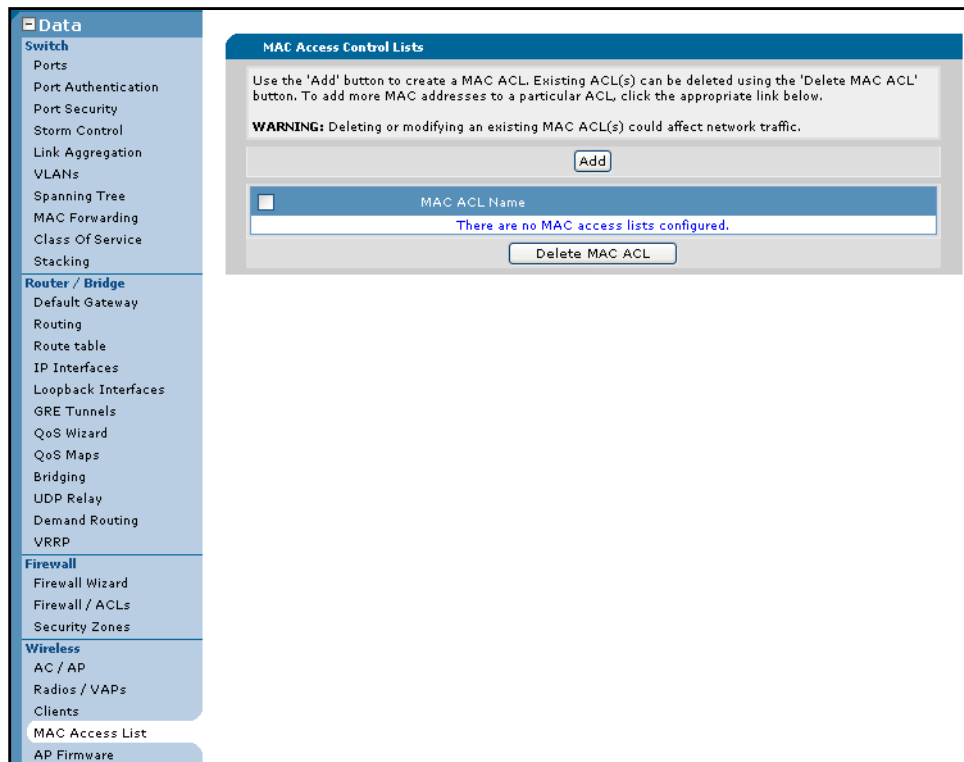 Data
Switch
Ports
Port Authentication
Port Security
Storm Control
Link Aggregation
VLANs
Spanning Tree
MAC Forwarding
Class Of Service
Stacking
Router / Bridge
Default Gateway
Routing
Route table
IP Interfaces
Loopback Interfaces
GRE Tunnels
QoS Wizard
QoS Maps
Bridging
UDP Relay
Demand Routing
VRRP
Firewall
Firewall Wizard
Firewall / ACLs
Security Zones
Wireless
AC / AP
Radios / VAPs
Clients
MAC Access List
AP Firmware
MAC Access Control Lists
Use the 'Add' button to create a MAC ACL. Existing ACL(s) can be deleted using the 'Delete MAC ACL'
button. To add more MAC addresses to a particular ACL, click the appropriate link below.
WARNING: Deleting or modifying an existing MAC ACL(s) could affect network traffic.
Add
MAC ACL Name
There are no MAC access lists configured.
Delete MAC ACL